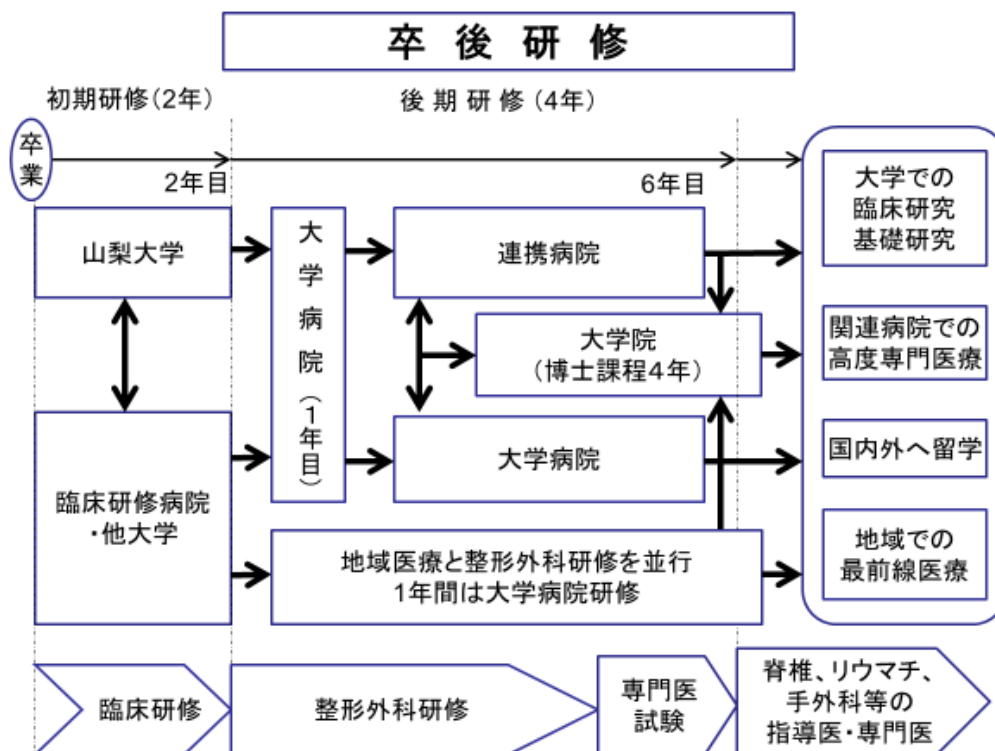 卒後研修
初期研修(2年)
後期研修(4年)
卒業
2年目
6年目
山梨大学
大学病院(1年目)
連携病院
大学院
(博士課程4年)
大学病院
臨床研修病院
・他大学
地域医療と整形外科研修を並行
1年間は大学病院研修
大学での
臨床研究
基礎研究
関連病院での
高度専門医療
国内外へ留学
地域での
最前線医療
臨床研修
整形外科研修
専門医
試験
脊椎、リウマチ、
手外科等の
指導医・専門医